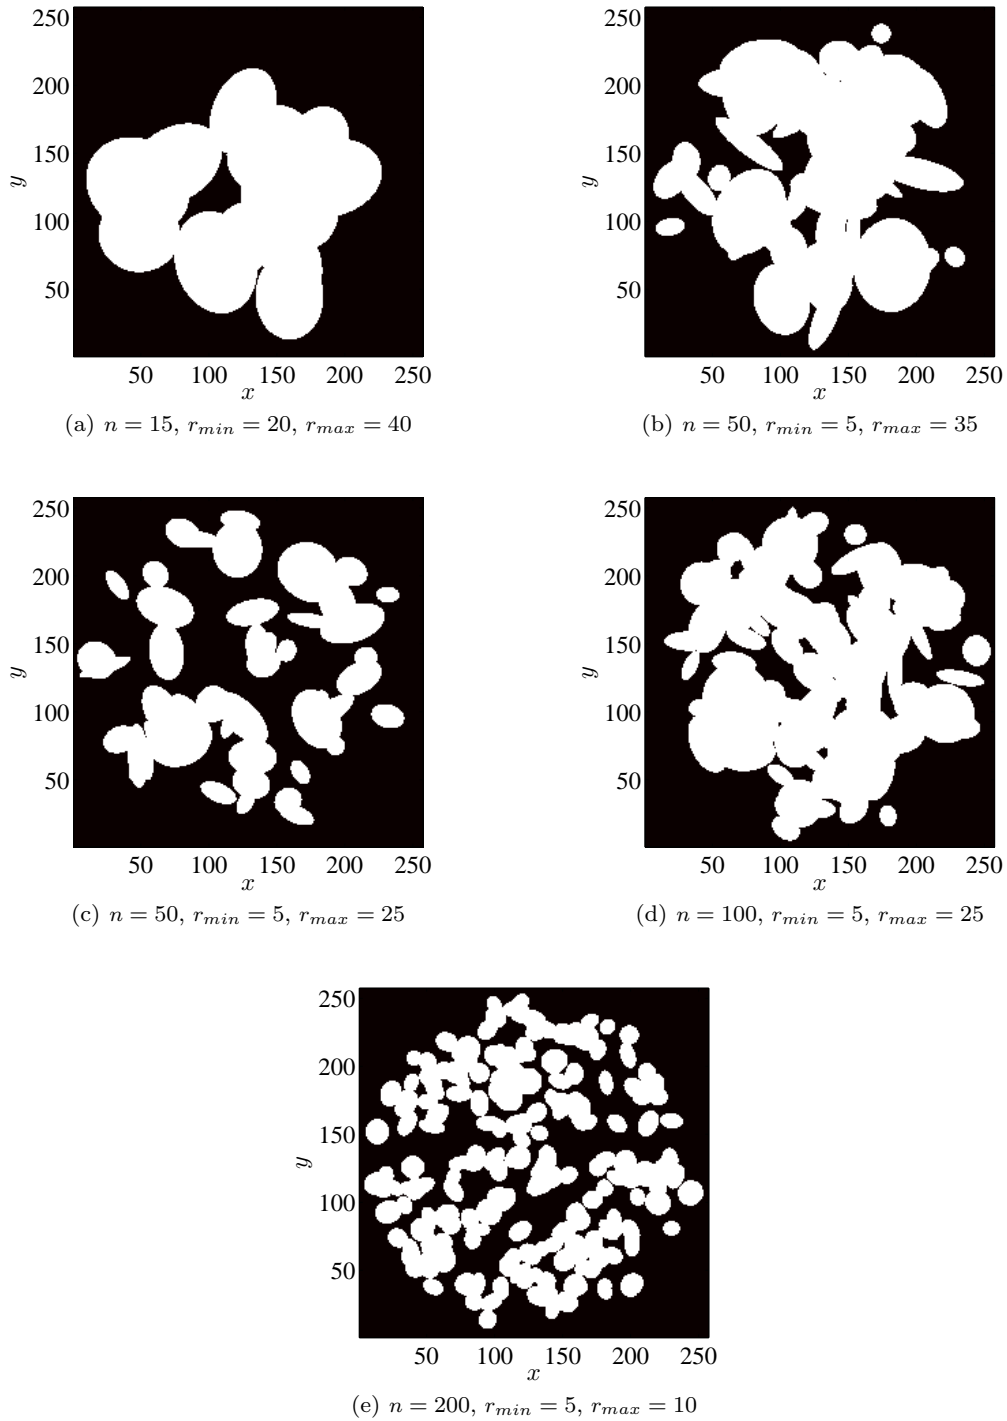 250
200
150
100
50
y
50 100 150 200 250
x
(a) n = 15, r_min = 20, r_max = 40
250
200
150
100
50
y
50 100 150 200 250
x
(b) n = 50, r_min = 5, r_max = 35
250
200
150
100
50
y
50 100 150 200 250
x
(c) n = 50, r_min = 5, r_max = 25
250
200
150
100
50
y
50 100 150 200 250
x
(d) n = 100, r_min = 5, r_max = 25
250
200
150
100
50
y
50 100 150 200 250
x
(e) n = 200, r_min = 5, r_max = 10